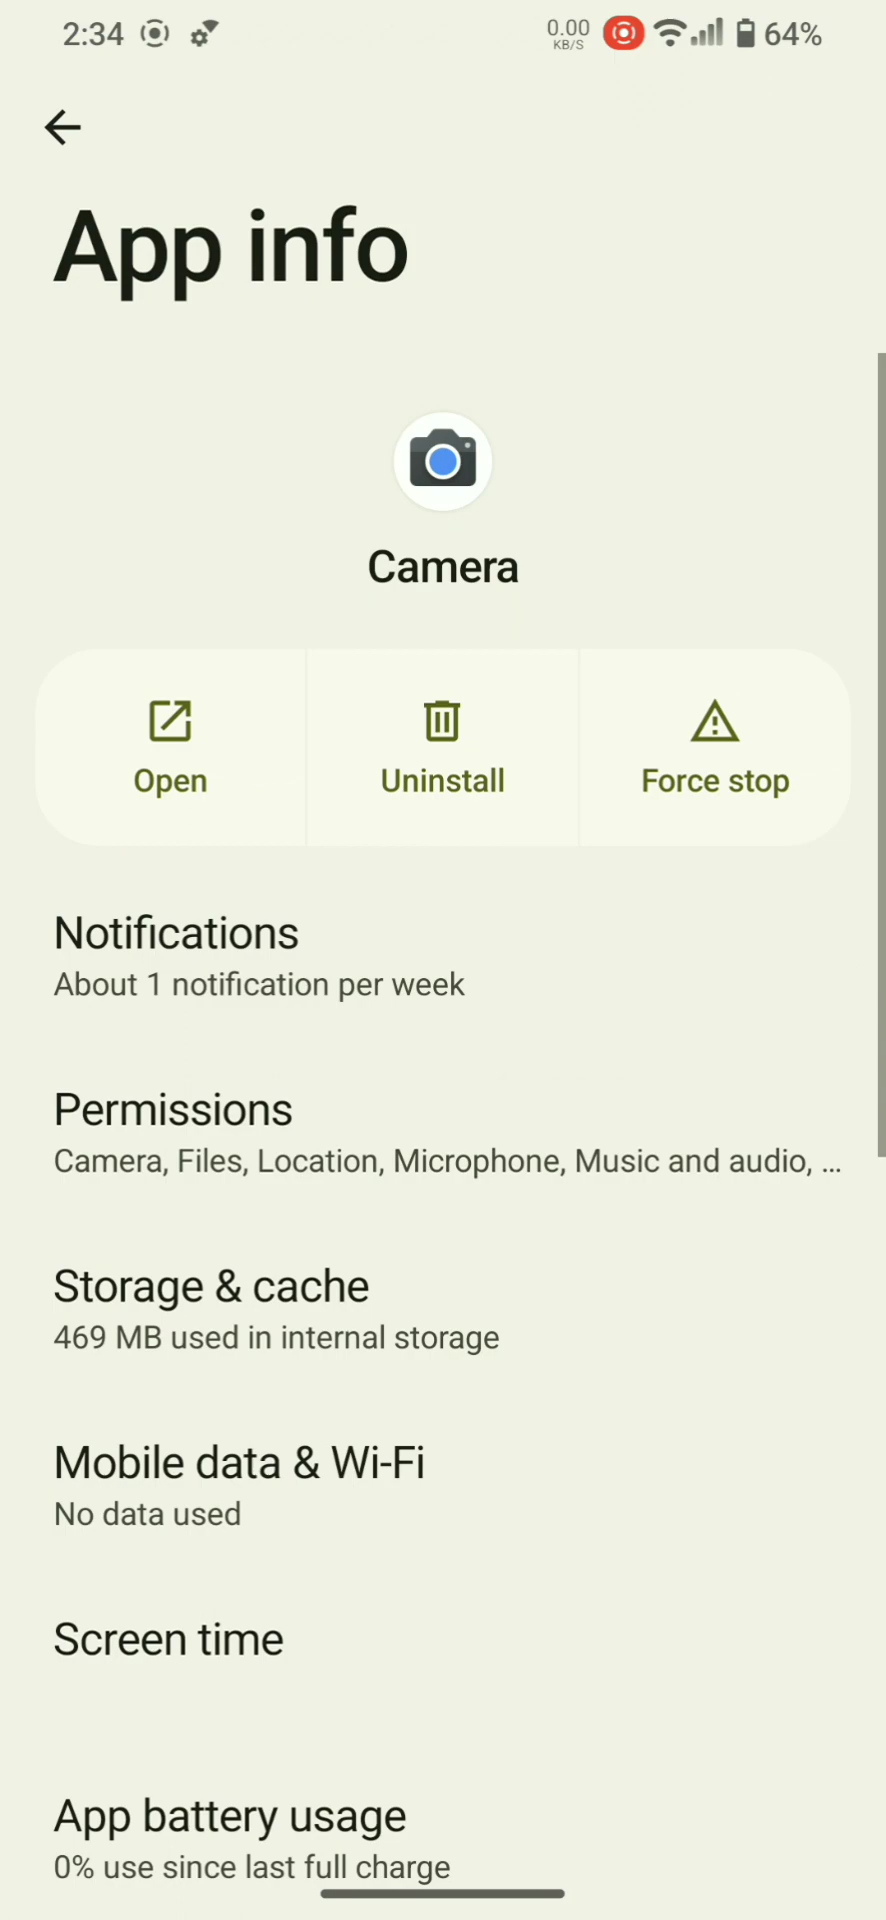 2:34 0.00 KB/S 64%
App info
Camera
Open Uninstall Force stop
Notifications
About 1 notification per week
Permissions
Camera, Files, Location, Microphone, Music and audio, ...
Storage & cache
469 MB used in internal storage
Mobile data & Wi-Fi
No data used
Screen time
App battery usage
0% use since last full charge